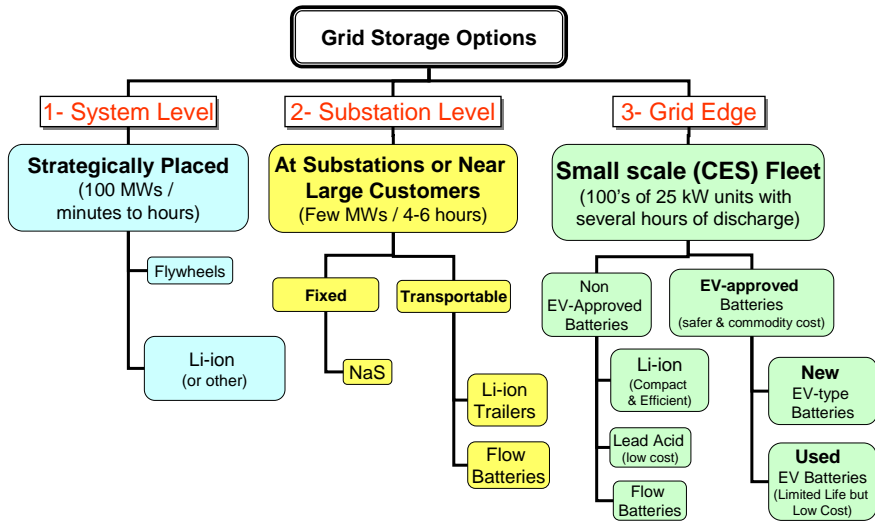 Grid Storage Options
1- System Level
2- Substation Level
3- Grid Edge
Strategically Placed
(100 MWs /
minutes to hours)
At Substations or Near
Large Customers
(Few MWs / 4-6 hours)
Small scale (CES) Fleet
(100's of 25 kW units with
several hours of discharge)
Flywheels
Li-ion
(or other)
Fixed
Transportable
NaS
Li-ion
Trailers
Flow
Batteries
Non
EV-Approved
Batteries
EV-approved
Batteries
(safer & commodity cost)
Li-ion
(Compact
& Efficient)
Lead Acid
(low cost)
Flow
Batteries
New
EV-type
Batteries
Used
EV Batteries
(Limited Life but
Low Cost)